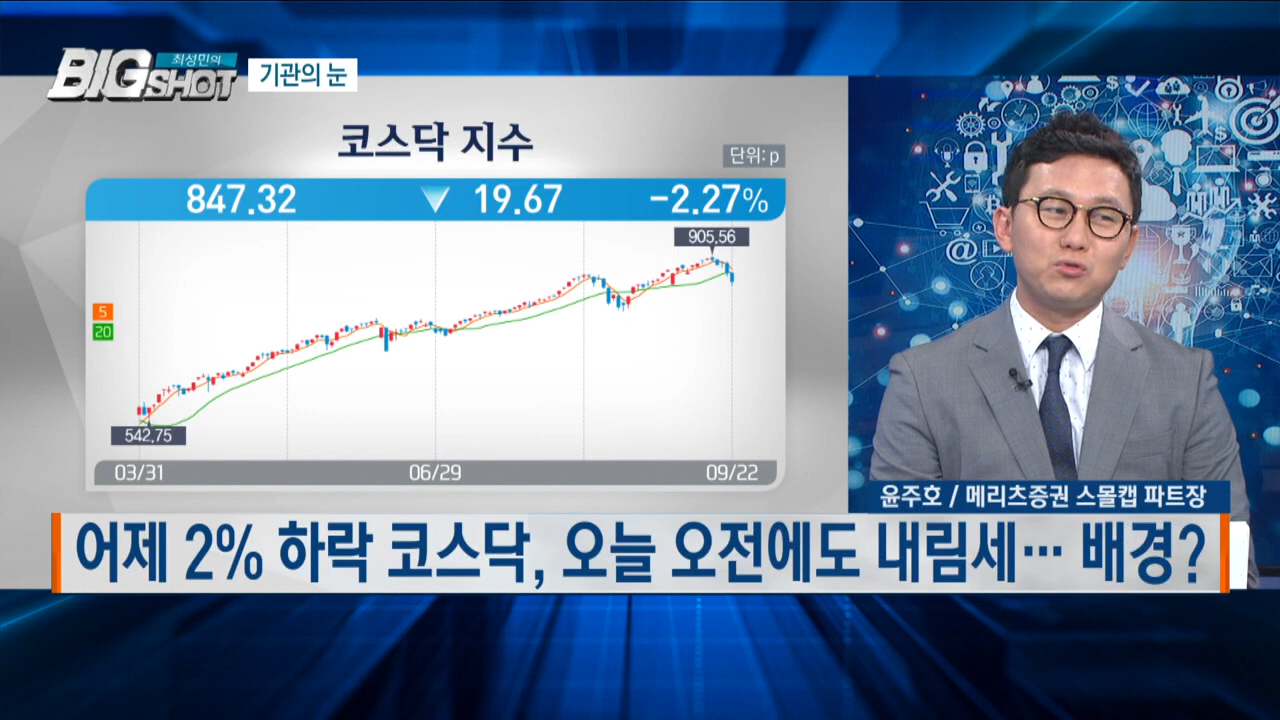 BIG SHOT 최성민의
기관의 눈
코스닥 지수
단위: p
847.32 ▼ 19.67 -2.27%
905.56
5
20
542.75
03/31 06/29 09/22
@
윤주호 / 메리츠증권 스몰캡 파트장
어제 2% 하락 코스닥, 오늘 오전에도 내림세… 배경?